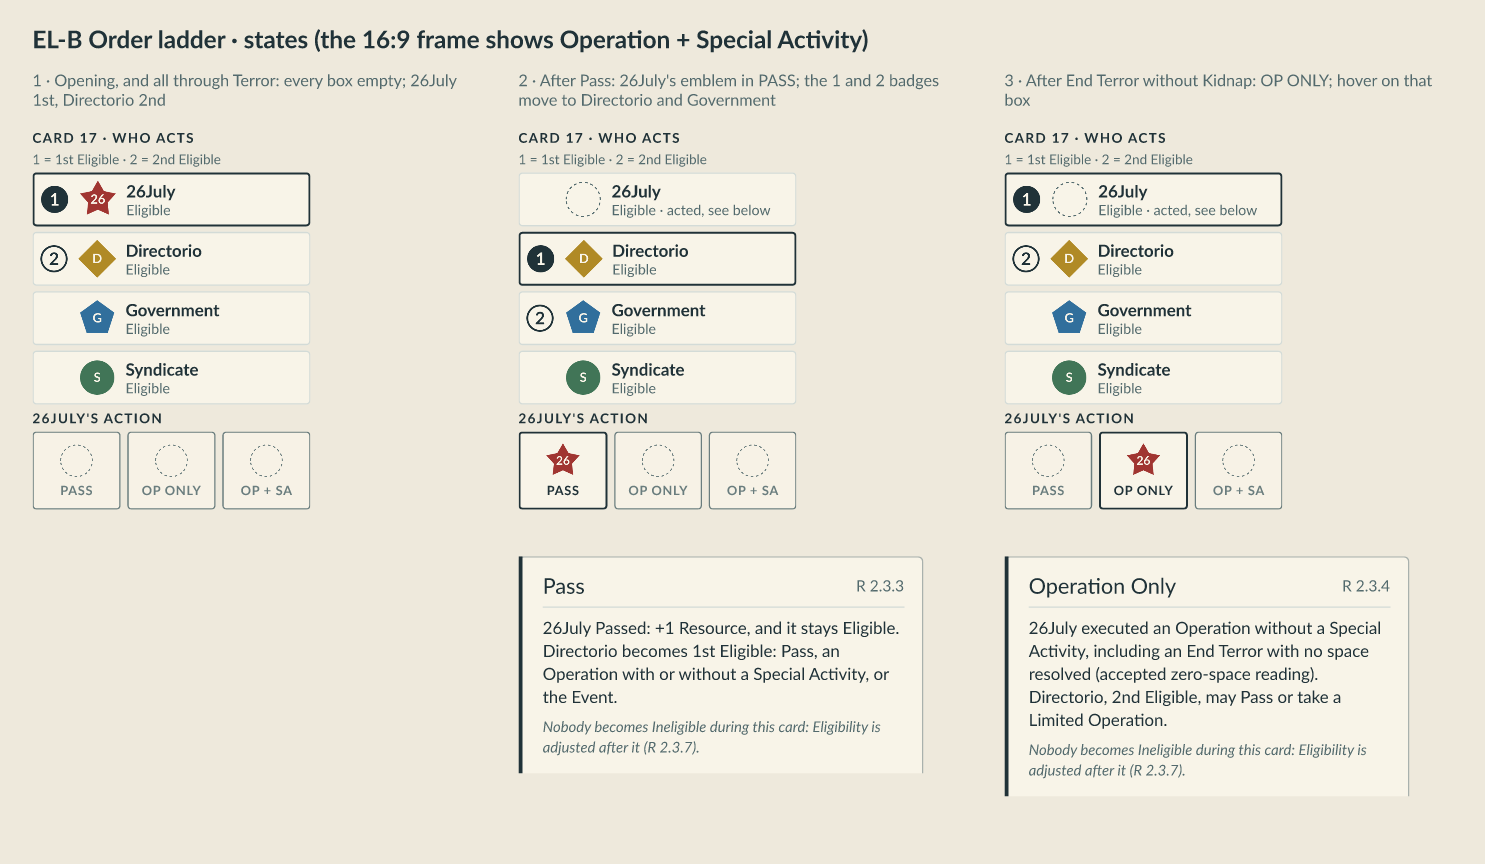 EL-B Order ladder · states (the 16:9 frame shows Operation + Special Activity)
1 · Opening, and all through Terror: every box empty; 26July
1st, Directorio 2nd
CARD 17 · WHO ACTS
1 = 1st Eligible · 2 = 2nd Eligible
1
26
26July
Eligible
2
D
Directorio
Eligible
G
Government
Eligible
S
Syndicate
Eligible
26JULY'S ACTION
PASS
OP ONLY
OP + SA
2 · After Pass: 26July's emblem in PASS; the 1 and 2 badges
move to Directorio and Government
CARD 17 · WHO ACTS
1 = 1st Eligible · 2 = 2nd Eligible
26July
Eligible · acted, see below
1
D
Directorio
Eligible
2
G
Government
Eligible
S
Syndicate
Eligible
26JULY'S ACTION
26
PASS
OP ONLY
OP + SA
Pass
R 2.3.3
26July Passed: +1 Resource, and it stays Eligible.
Directorio becomes 1st Eligible: Pass, an
Operation with or without a Special Activity, or
the Event.
Nobody becomes Ineligible during this card: Eligibility is
adjusted after it (R 2.3.7).
3 · After End Terror without Kidnap: OP ONLY; hover on that
box
CARD 17 · WHO ACTS
1 = 1st Eligible · 2 = 2nd Eligible
1
26July
Eligible · acted, see below
2
D
Directorio
Eligible
G
Government
Eligible
S
Syndicate
Eligible
26JULY'S ACTION
PASS
26
OP ONLY
OP + SA
Operation Only
R 2.3.4
26July executed an Operation without a Special
Activity, including an End Terror with no space
resolved (accepted zero-space reading).
Directorio, 2nd Eligible, may Pass or take a
Limited Operation.
Nobody becomes Ineligible during this card: Eligibility is
adjusted after it (R 2.3.7).